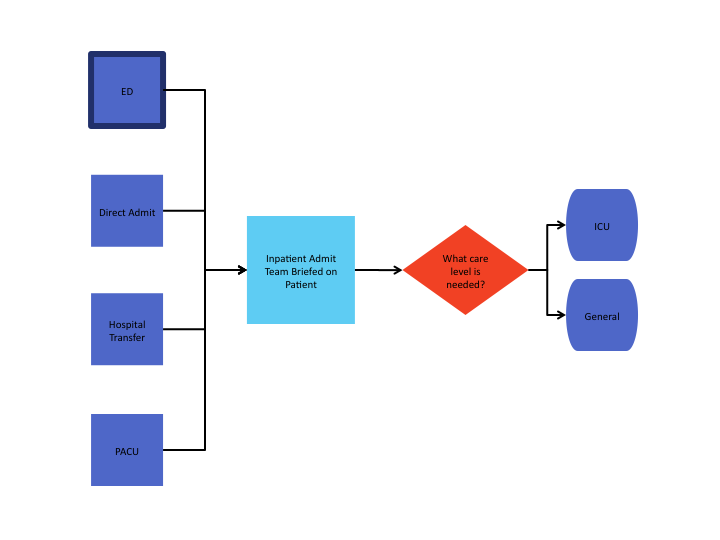 ED
Direct Admit
Hospital
Transfer
PACU
Inpatient Admit
Team Briefed on
Patient
What care
level is
needed?
ICU
General